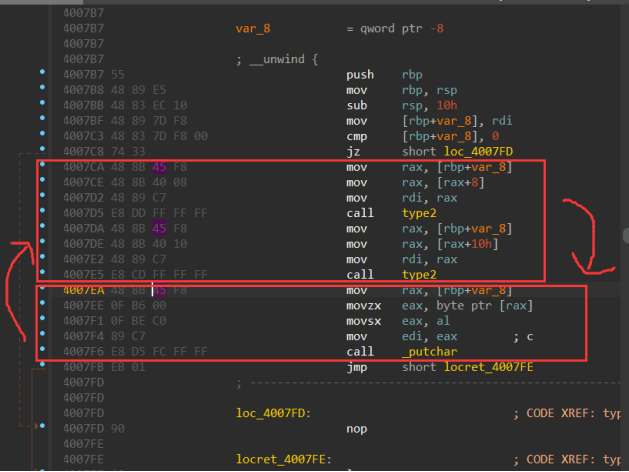 4007B7
4007B7 var_8 = qword ptr -8
4007B7
4007B7 ; __unwind {
4007B7 55 push rbp
4007B8 48 89 E5 mov rbp, rsp
4007BB 48 83 EC 10 sub rsp, 10h
4007BF 48 89 7D F8 mov [rbp+var_8], rdi
4007C3 48 83 7D F8 00 cmp [rbp+var_8], 0
4007C8 74 33 jz short loc_4007FD
4007CA 48 8B 45 F8 mov rax, [rbp+var_8]
4007CE 48 8B 40 08 mov rax, [rax+8]
4007D2 48 89 C7 mov rdi, rax
4007D5 E8 DD FF FF FF call type2
4007DA 48 8B 45 F8 mov rax, [rbp+var_8]
4007DE 48 8B 40 10 mov rax, [rax+10h]
4007E2 48 89 C7 mov rdi, rax
4007E5 E8 CD FF FF FF call type2
4007EA 48 8B 45 F8 mov rax, [rbp+var_8]
4007EE 0F B6 00 movzx eax, byte ptr [rax]
4007F1 0F BE C0 movsx eax, al
4007F4 89 C7 mov edi, eax ; c
4007F6 E8 D5 FC FF FF call _putchar
4007FB EB 01 jmp short locret_4007FE
4007FD ; ----------------------------------------
4007FD
4007FD loc_4007FD: ; CODE XREF: typ
4007FD 90 nop
4007FE
4007FE locret_4007FE: ; CODE XREF: typ